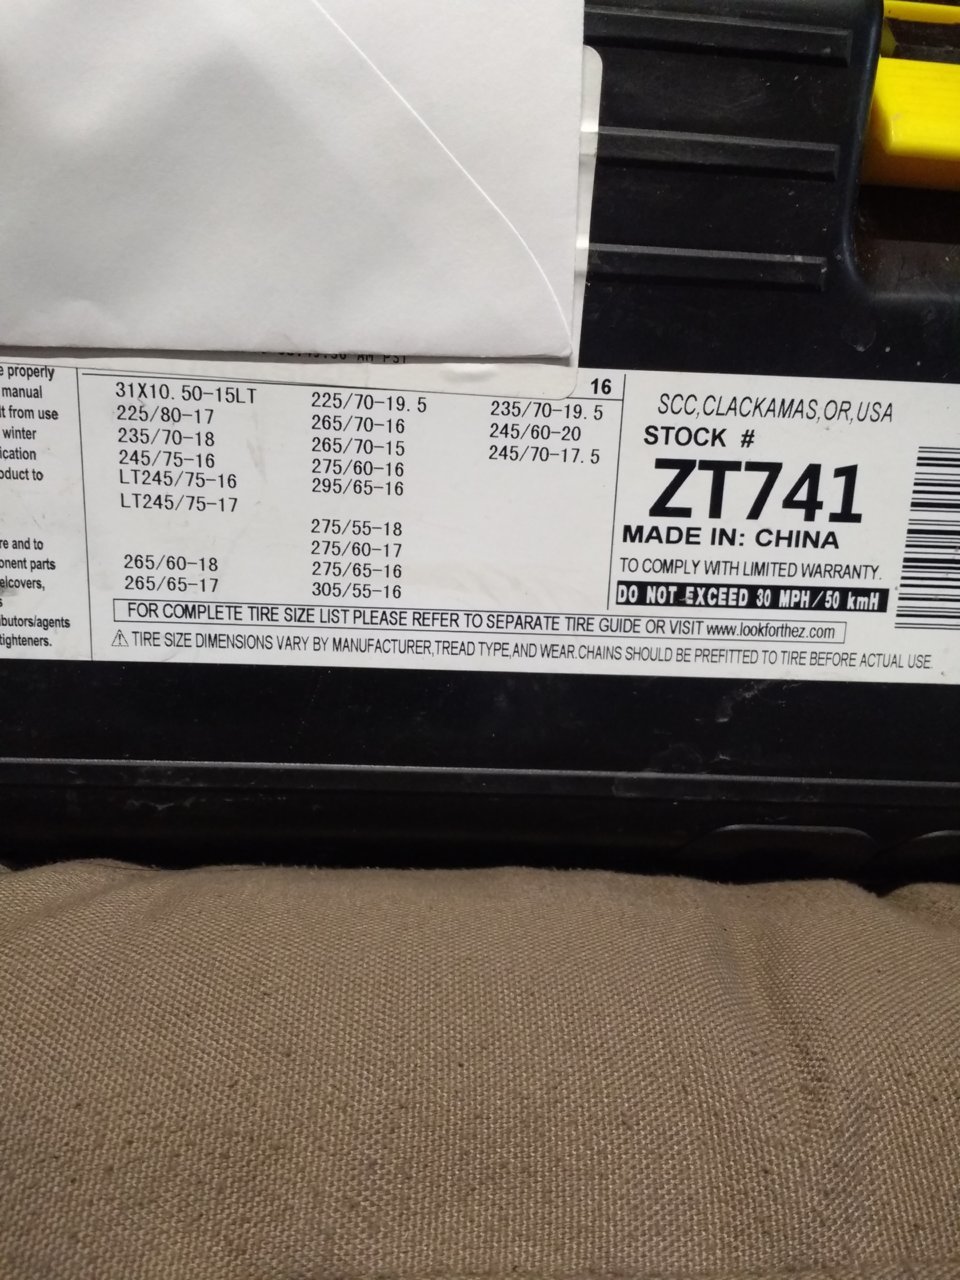 AM PST
e properly
manual
it from use
winter
ication
oduct to
re and to
onent parts
elcovers,
s
butors/agents
tighteners.
16
31X10.50-15LT
225/80-17
235/70-18
245/75-16
LT245/75-16
LT245/75-17
265/60-18
265/65-17
225/70-19.5
265/70-16
265/70-15
275/60-16
295/65-16
275/55-18
275/60-17
275/65-16
305/55-16
235/70-19.5
245/60-20
245/70-17.5
SCC,CLACKAMAS,OR,USA
STOCK #
ZT741
MADE IN: CHINA
TO COMPLY WITH LIMITED WARRANTY.
DO NOT EXCEED 30 MPH/50 kmH
FOR COMPLETE TIRE SIZE LIST PLEASE REFER TO SEPARATE TIRE GUIDE OR VISIT www.lookforthez.com
⚠ TIRE SIZE DIMENSIONS VARY BY MANUFACTURER,TREAD TYPE,AND WEAR.CHAINS SHOULD BE PREFITTED TO TIRE BEFORE ACTUAL USE.